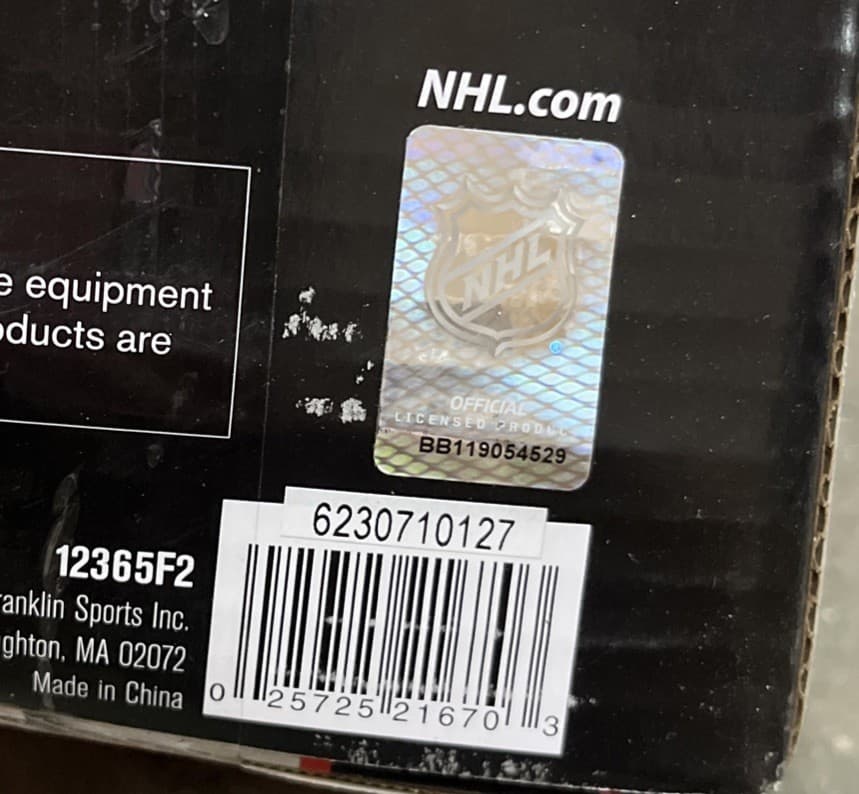 NHL.com
NHL
OFFICIAL
LICENSED PRODUC
BB119054529
e equipment
oducts are
6230710127
12365F2
ranklin Sports Inc.
ghton, MA 02072
Made in China
0 25725 21670 3